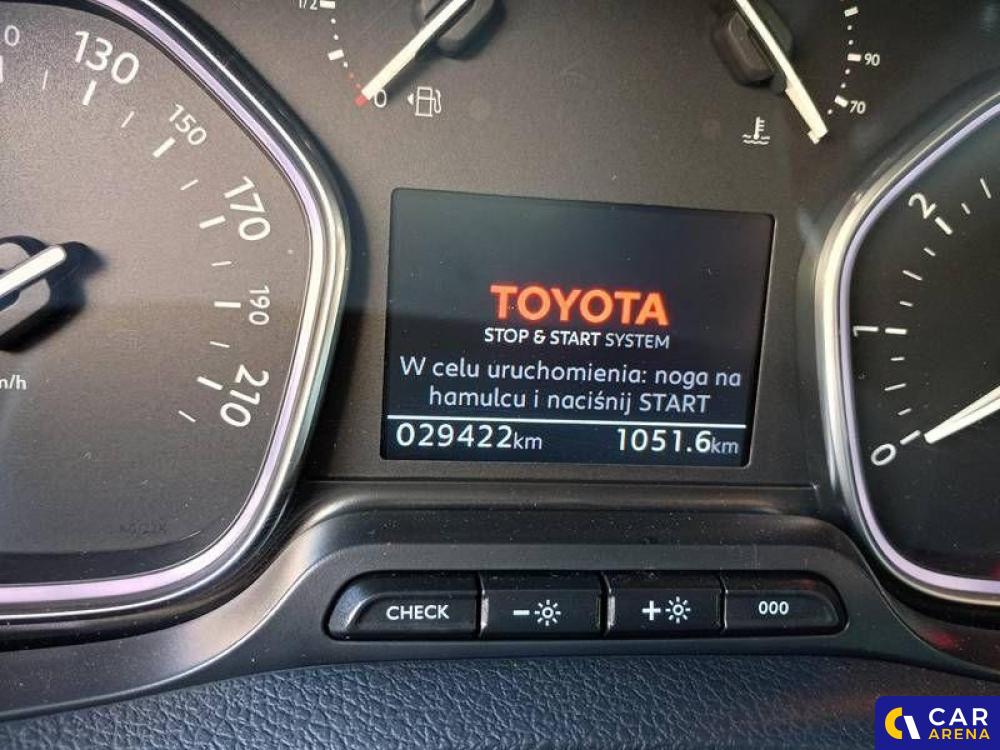 1/2
0
90
70
0
130
150
170
190
210
m/h
2
1
0
TOYOTA
STOP & START SYSTEM
W celu uruchomienia: noga na
hamulcu i naciśnij START
029422km 1051.6km
CHECK - + 000
CAR
ARENA